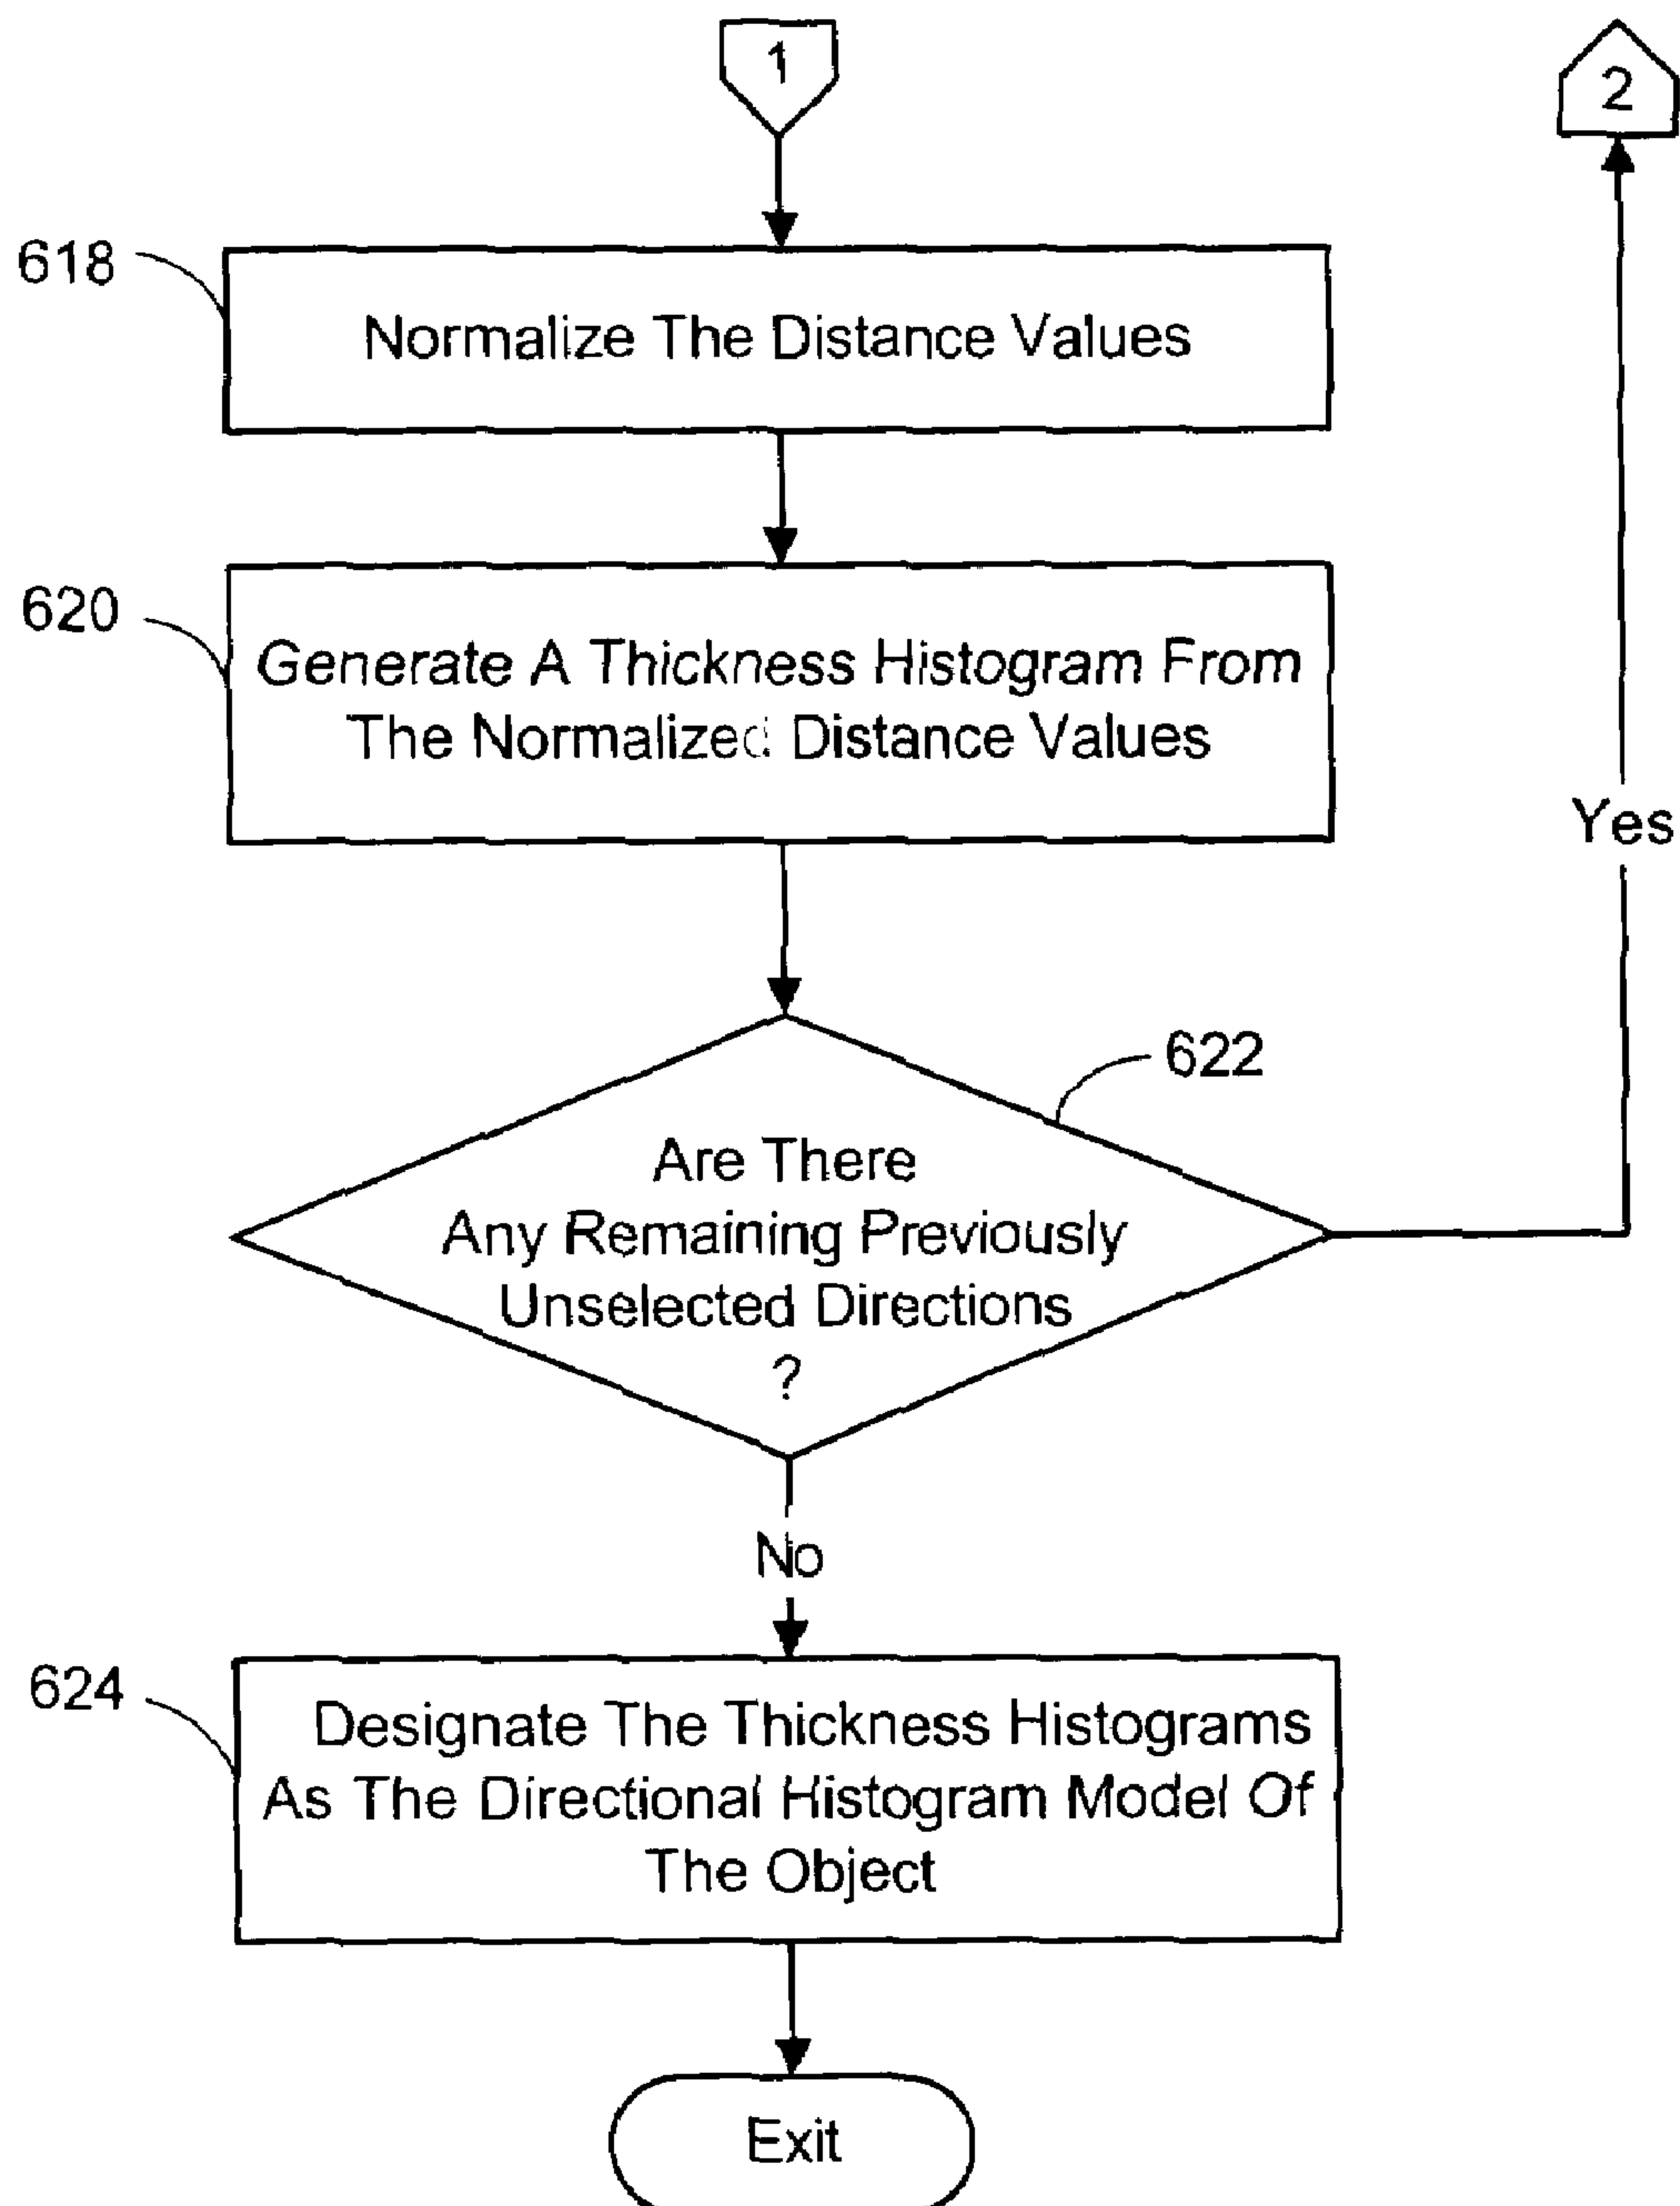 1
2
618
Normalize The Distance Values
620
Generate A Thickness Histogram From
The Normalized Distance Values
Yes
622
Are There
Any Remaining Previously
Unselected Directions
?
No
624
Designate The Thickness Histograms
As The Directional Histogram Model Of
The Object
Exit